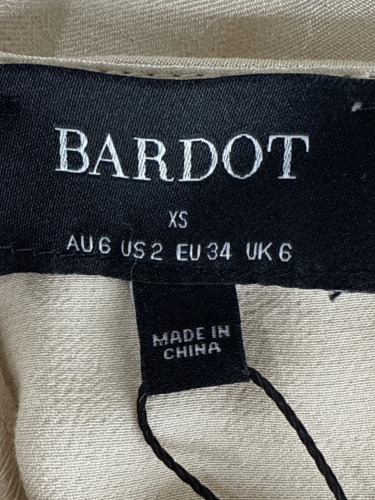 BARDOT
XS
AU 6 US 2 EU 34 UK 6
MADE IN
CHINA